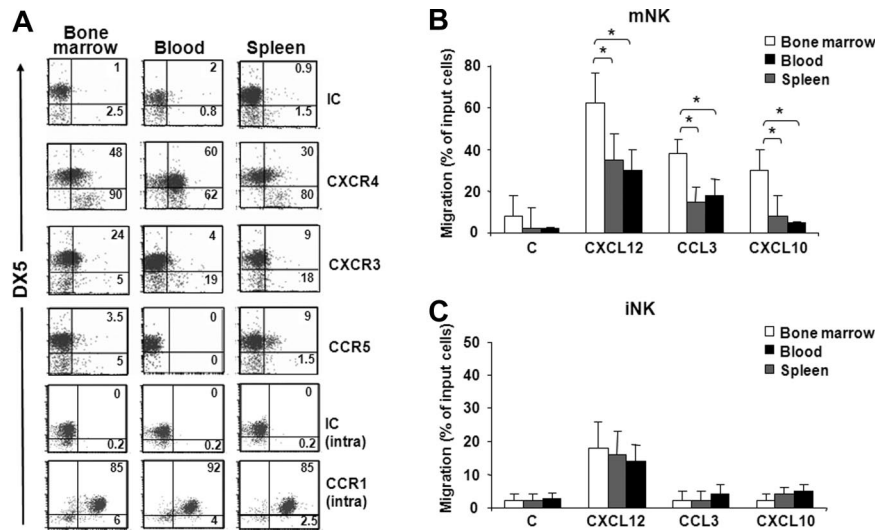 A
Bone marrow
Blood
Spleen
1
2.5
2
0.8
0.9
1.5
IC
48
90
60
62
30
80
CXCR4
24
5
4
19
9
18
CXCR3
3.5
5
0
0
9
1.5
CCR5
0
0.2
0
0.2
0
0.2
IC
(intra)
85
6
92
4
85
2.5
CCR1
(intra)
DX5
B
mNK
Migration (% of input cells)
80
60
40
20
0
* * * * * *
Bone marrow
Blood
Spleen
C CXCL12 CCL3 CXCL10
C
iNK
Migration (% of input cells)
50
40
30
20
10
0
Bone marrow
Blood
Spleen
C CXCL12 CCL3 CXCL10